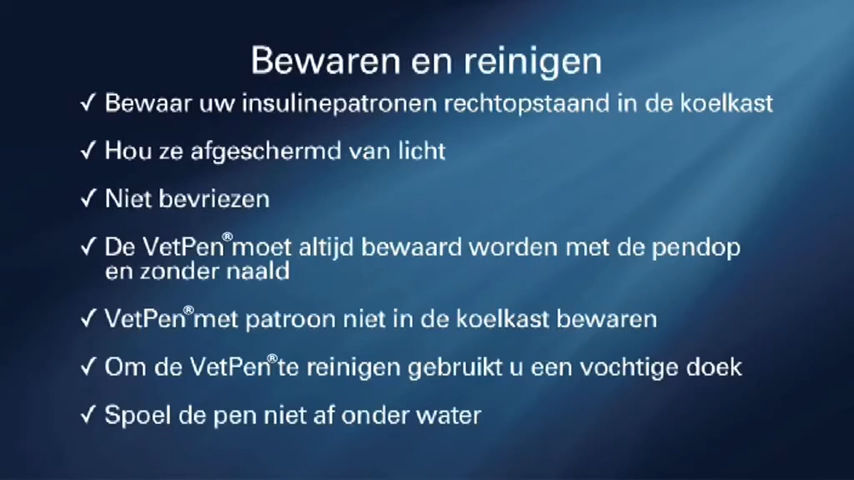 Bewaren en reinigen
✓ Bewaar uw insulinepatronen rechtopstaand in de koelkast
✓ Hou ze afgeschermd van licht
✓ Niet bevriezen
✓ De VetPen® moet altijd bewaard worden met de pendop
en zonder naald
✓ VetPen® met patroon niet in de koelkast bewaren
✓ Om de VetPen® te reinigen gebruikt u een vochtige doek
✓ Spoel de pen niet af onder water